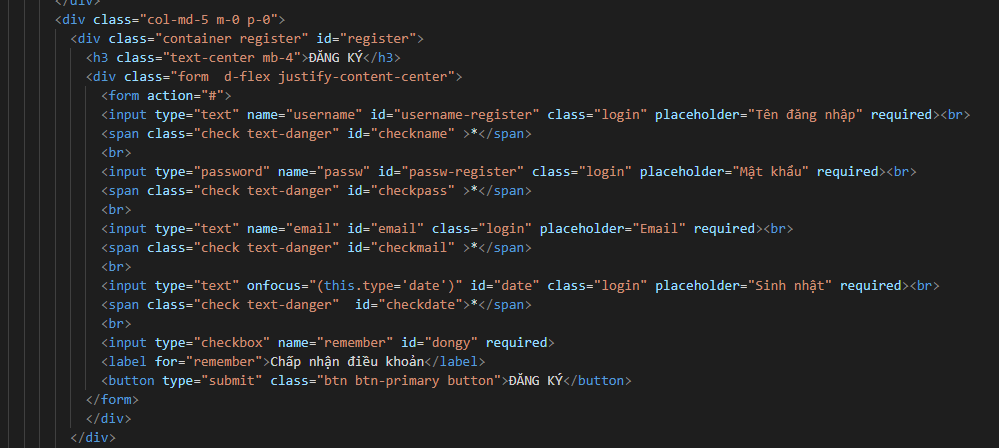 </div>
<div class="col-md-5 m-0 p-0">
<div class="container register" id="register">
<h3 class="text-center mb-4">ĐĂNG KÝ</h3>
<div class="form  d-flex justify-content-center">
<form action="#">
<input type="text" name="username" id="username-register" class="login" placeholder="Tên đăng nhập" required><br>
<span class="check text-danger" id="checkname" >*</span>
<br>
<input type="password" name="passw" id="passw-register" class="login" placeholder="Mật khẩu" required><br>
<span class="check text-danger" id="checkpass" >*</span>
<br>
<input type="text" name="email" id="email" class="login" placeholder="Email" required><br>
<span class="check text-danger" id="checkmail" >*</span>
<br>
<input type="text" onfocus="(this.type='date')" id="date" class="login" placeholder="Sinh nhật" required><br>
<span class="check text-danger"  id="checkdate">*</span>
<br>
<input type="checkbox" name="remember" id="dongy" required>
<label for="remember">Chấp nhận điều khoản</label>
<button type="submit" class="btn btn-primary button">ĐĂNG KÝ</button>
</form>
</div>
</div>